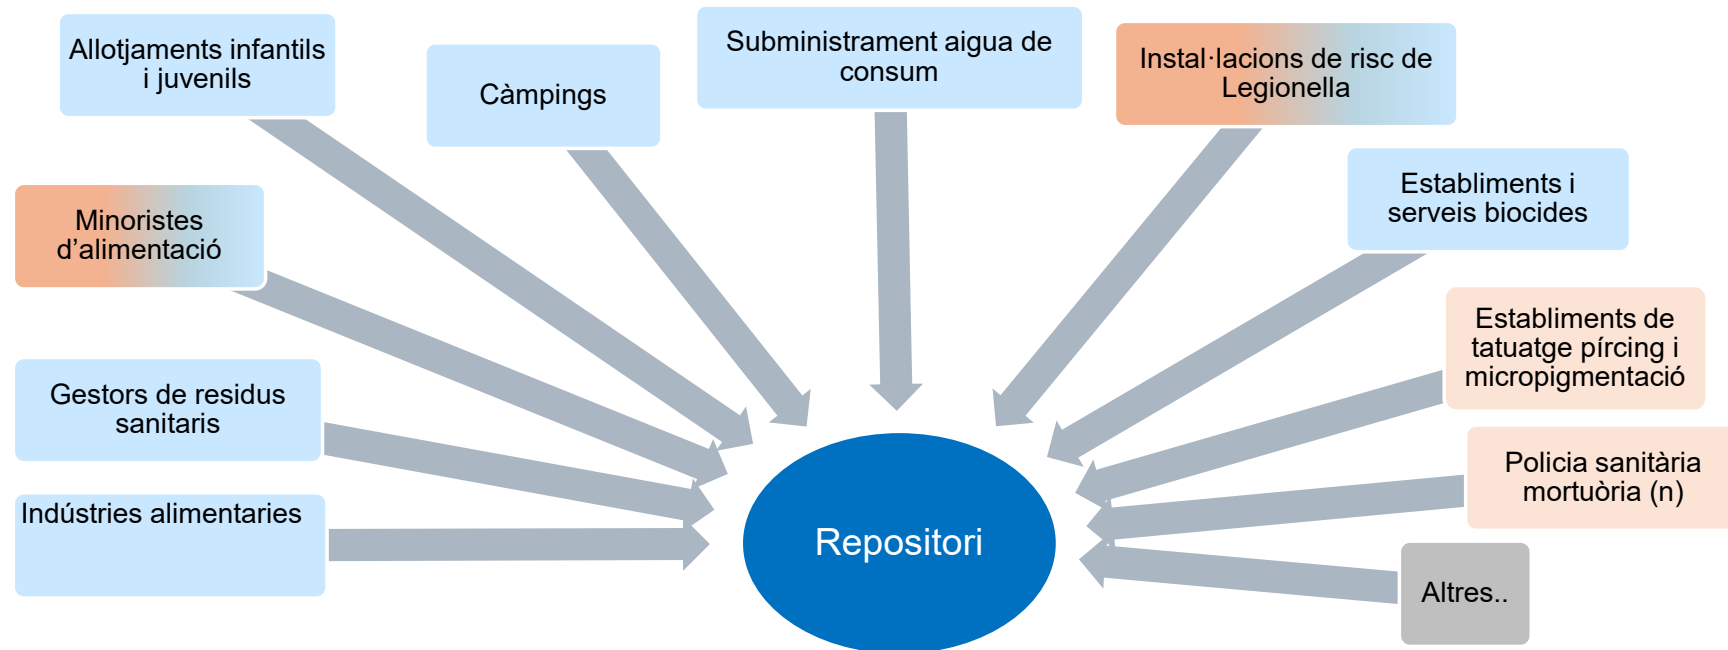 Allotjaments infantils
i juvenils
Càmpings
Subministrament aigua de
consum
Instal·lacions de risc de
Legionella
Establiments i
serveis biocides
Minoristes
d’alimentació
Establiments de
tatuatge pírcing i
micropigmentació
Gestors de residus
sanitaris
Policia sanitària
mortuòria (n)
Indústries alimentaries
Repositori
Altres..